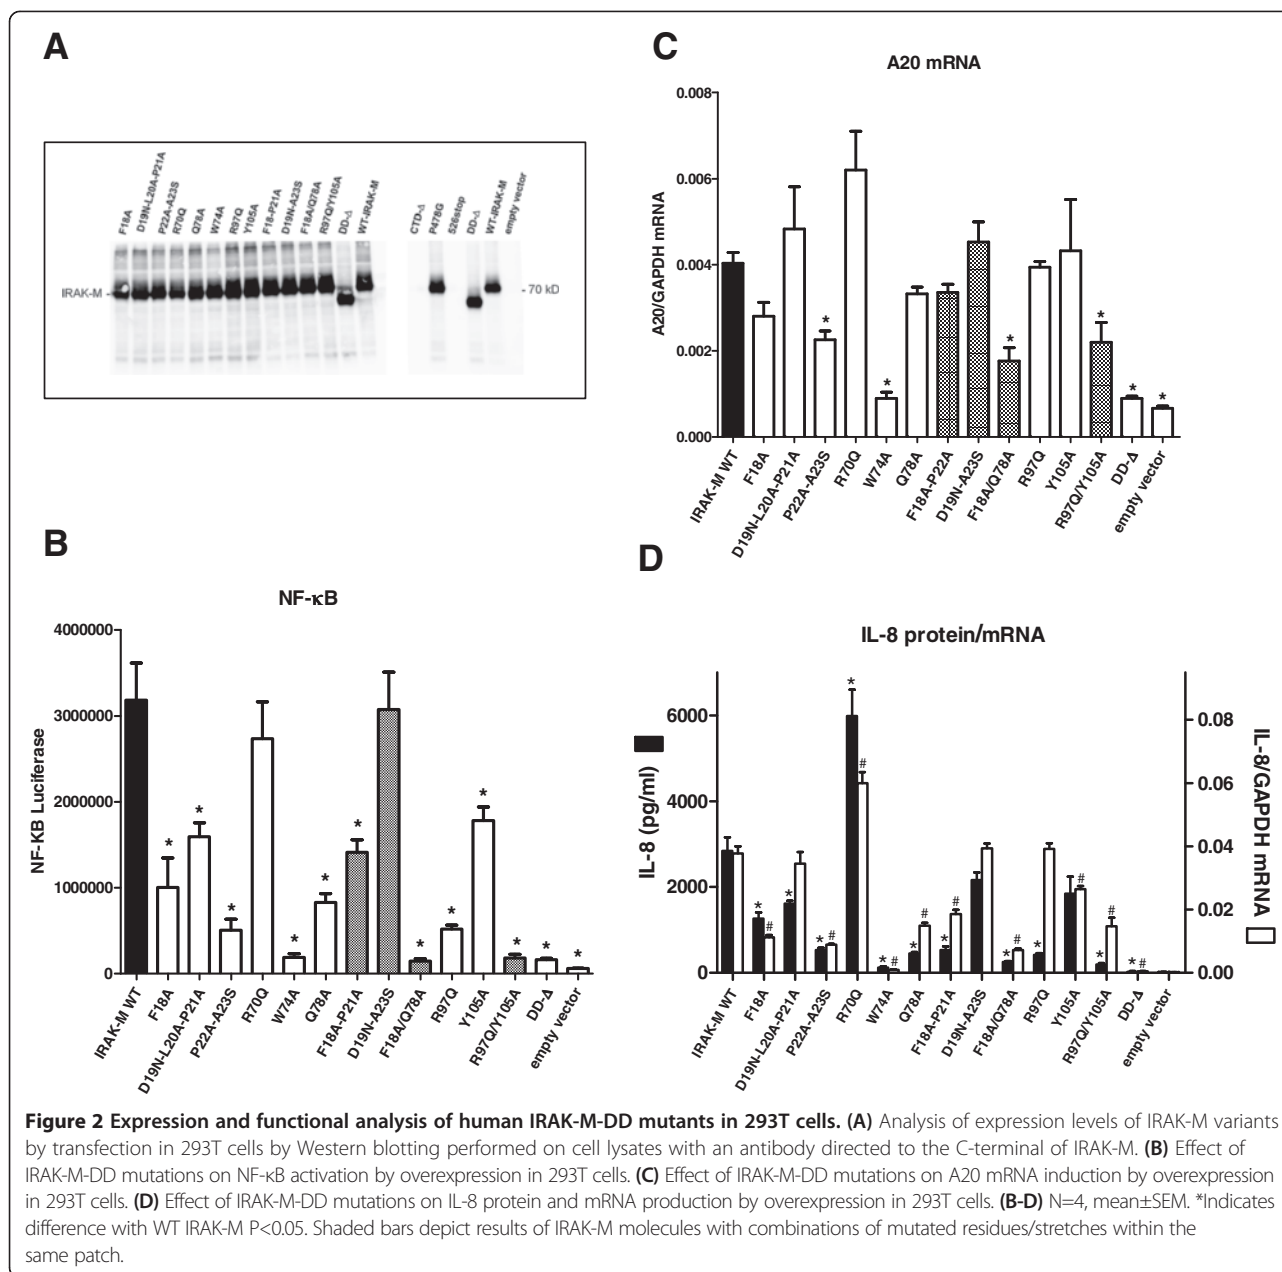 A
F18A
D19N-L20A-P21A
P22A-A23S
R70Q
Q78A
W74A
R97Q
Y105A
F18-P21A
D19N-A23S
F18A/Q78A
R97Q/Y105A
DD-Δ
WT-IRAK-M
CTD-Δ
P478G
526stop
DD-Δ
WT-IRAK-M
empty vector
IRAK-M -
- 70 kD
C
A20 mRNA
A20/GAPDH mRNA
0.008
0.006
0.004
0.002
0.000
* * * * * *
IRAK-M WT
F18A
D19N-L20A-P21A
P22A-A23S
R70Q
W74A
Q78A
F18A-P22A
D19N-A23S
F18A/Q78A
R97Q
Y105A
R97Q/Y105A
DD-Δ
empty vector
B
NF-κB
NF-KB Luciferase
4000000
3000000
2000000
1000000
0
* * * * * * * * * * * *
IRAK-M WT
F18A
D19N-L20A-P21A
P22A-A23S
R70Q
W74A
Q78A
F18A-P21A
D19N-A23S
F18A/Q78A
R97Q
Y105A
R97Q/Y105A
DD-Δ
empty vector
D
IL-8 protein/mRNA
IL-8 (pg/ml)
6000
4000
2000
0
IL-8/GAPDH mRNA
0.08
0.06
0.04
0.02
0.00
* # * * # * # * # * # * # * # * # * # * #
IRAK-M WT
F18A
D19N-L20A-P21A
P22A-A23S
R70Q
W74A
Q78A
F18A-P21A
D19N-A23S
F18A/Q78A
R97Q
Y105A
R97Q/Y105A
DD-Δ
empty vector
Figure 2 Expression and functional analysis of human IRAK-M-DD mutants in 293T cells. (A) Analysis of expression levels of IRAK-M variants
by transfection in 293T cells by Western blotting performed on cell lysates with an antibody directed to the C-terminal of IRAK-M. (B) Effect of
IRAK-M-DD mutations on NF-κB activation by overexpression in 293T cells. (C) Effect of IRAK-M-DD mutations on A20 mRNA induction by overexpression
in 293T cells. (D) Effect of IRAK-M-DD mutations on IL-8 protein and mRNA production by overexpression in 293T cells. (B-D) N=4, mean±SEM. *Indicates
difference with WT IRAK-M P<0.05. Shaded bars depict results of IRAK-M molecules with combinations of mutated residues/stretches within the
same patch.